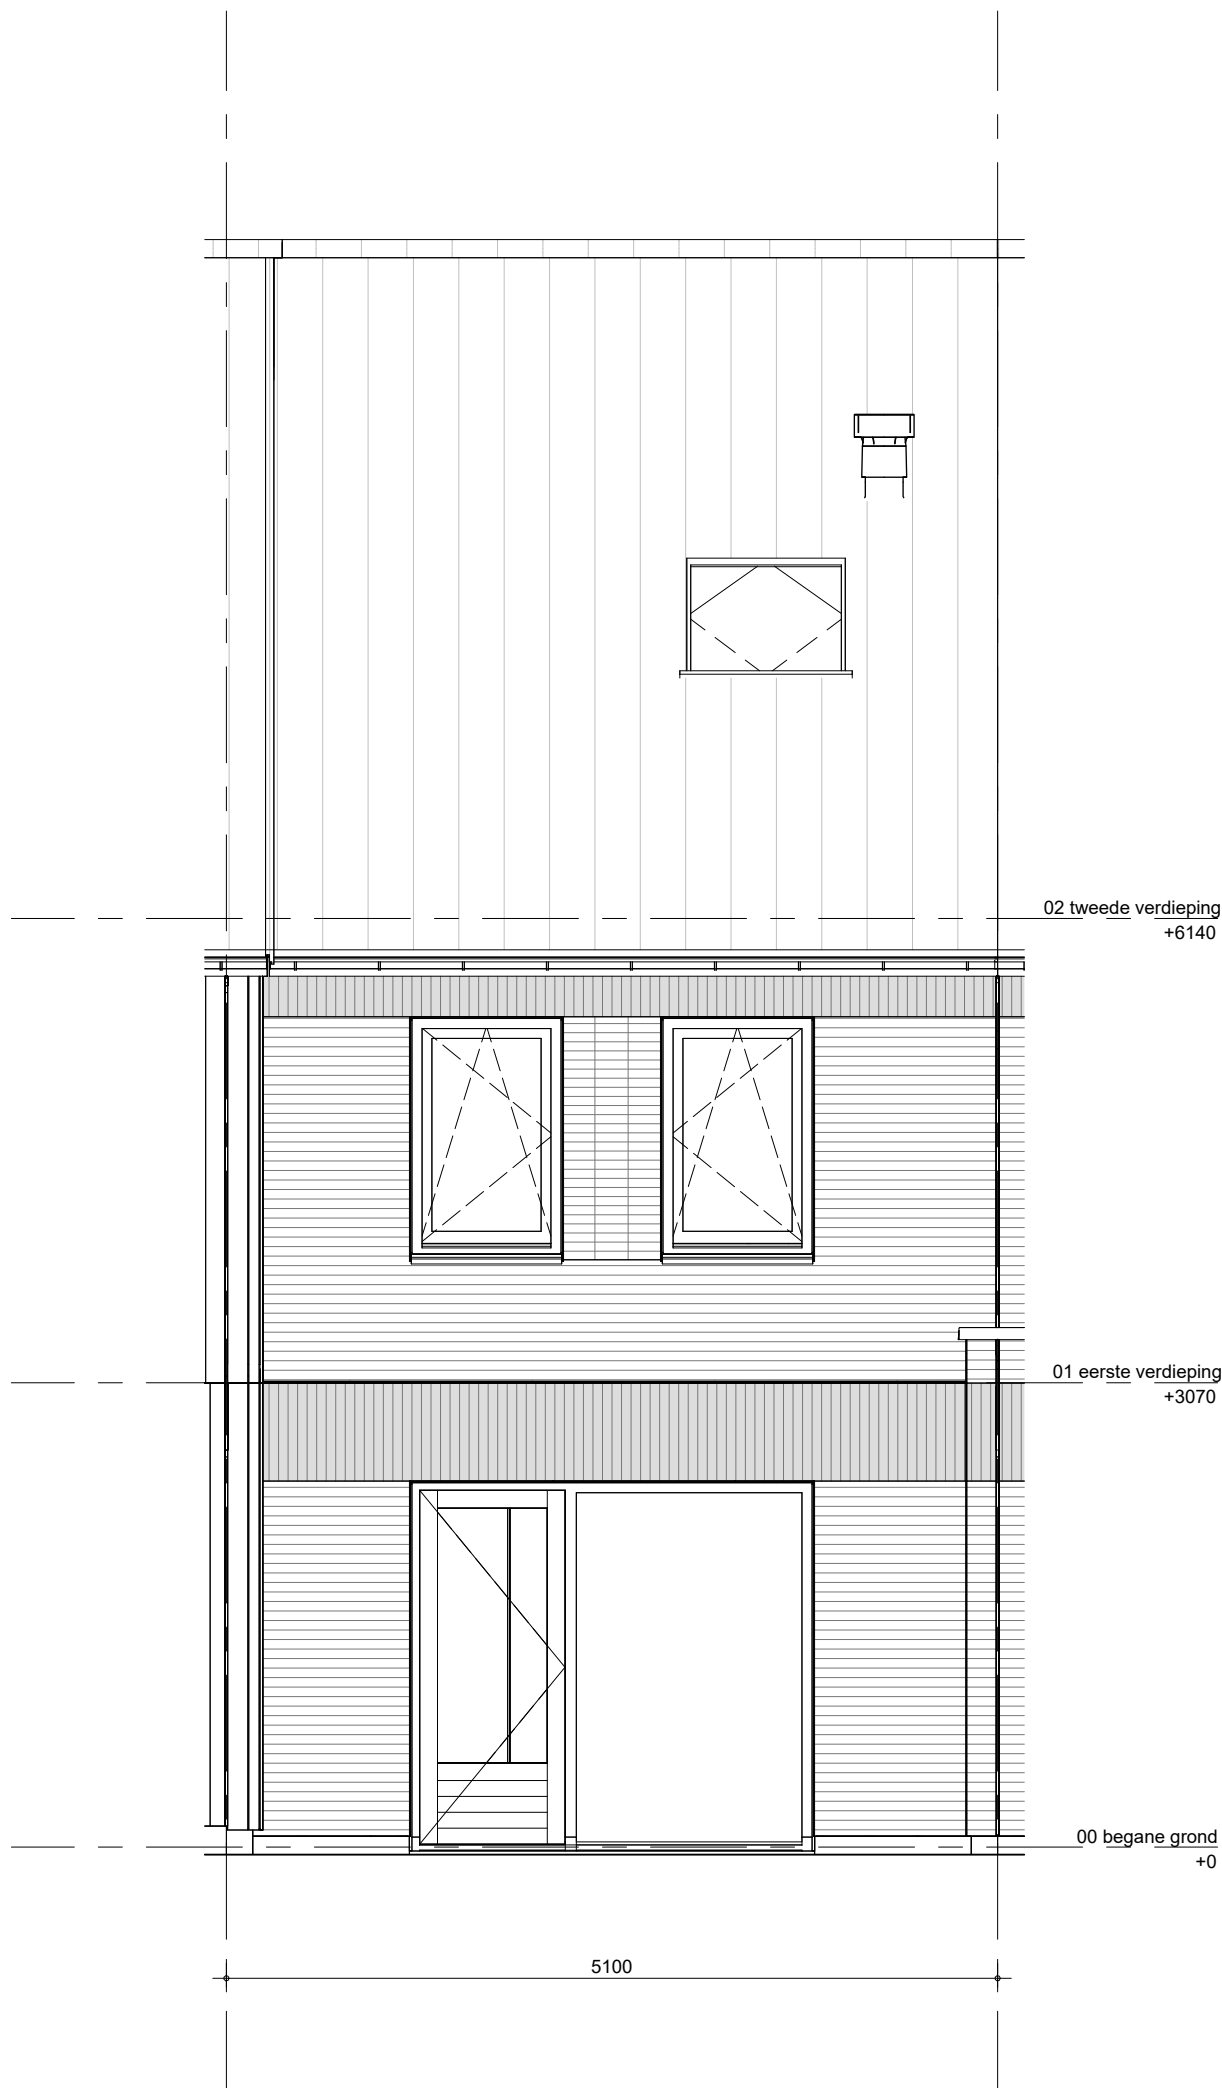 02 tweede verdieping
+6140
01 eerste verdieping
+3070
00 begane grond
+0
5100